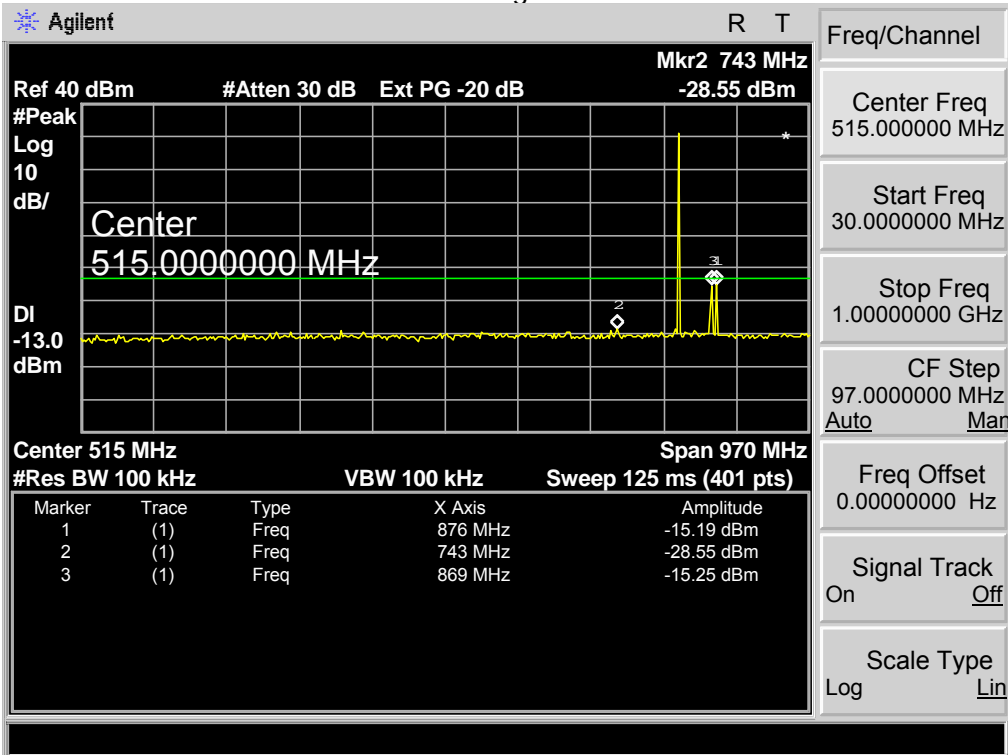 Agilent
R T
Mkr2 743 MHz
Ref 40 dBm #Atten 30 dB Ext PG -20 dB -28.55 dBm
#Peak
Log
10
dB/
*
Center
515.0000000 MHz
31
2
DI
-13.0
dBm
Center 515 MHz Span 970 MHz
#Res BW 100 kHz VBW 100 kHz Sweep 125 ms (401 pts)
Marker Trace Type X Axis Amplitude
1 (1) Freq 876 MHz -15.19 dBm
2 (1) Freq 743 MHz -28.55 dBm
3 (1) Freq 869 MHz -15.25 dBm
Freq/Channel
Center Freq
515.000000 MHz
Start Freq
30.0000000 MHz
Stop Freq
1.00000000 GHz
CF Step
97.0000000 MHz
Auto Man
Freq Offset
0.00000000 Hz
Signal Track
On Off
Scale Type
Log Lin